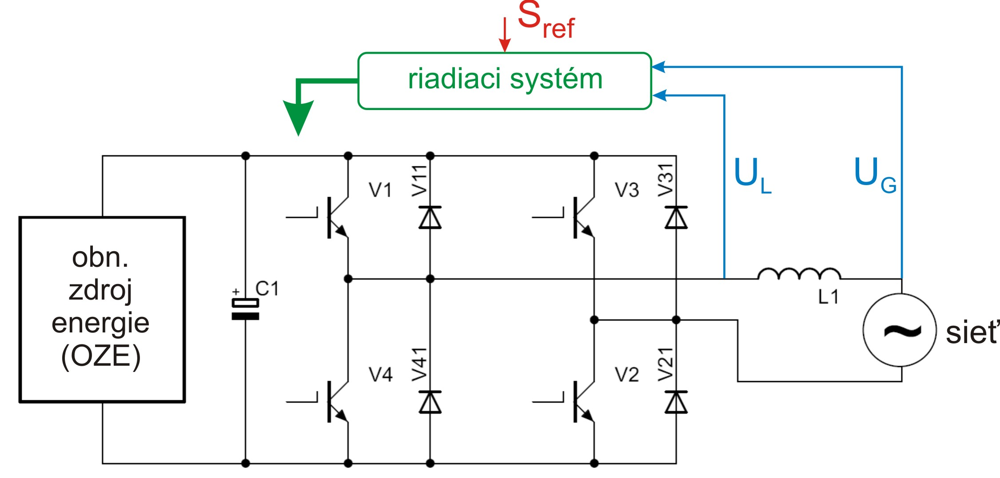 Sref
riadiaci systém
UL
UG
V1
V11
V3
V31
obn.
zdroj
energie
(OZE)
+
C1
L1
~
sieť
V4
V41
V2
V21